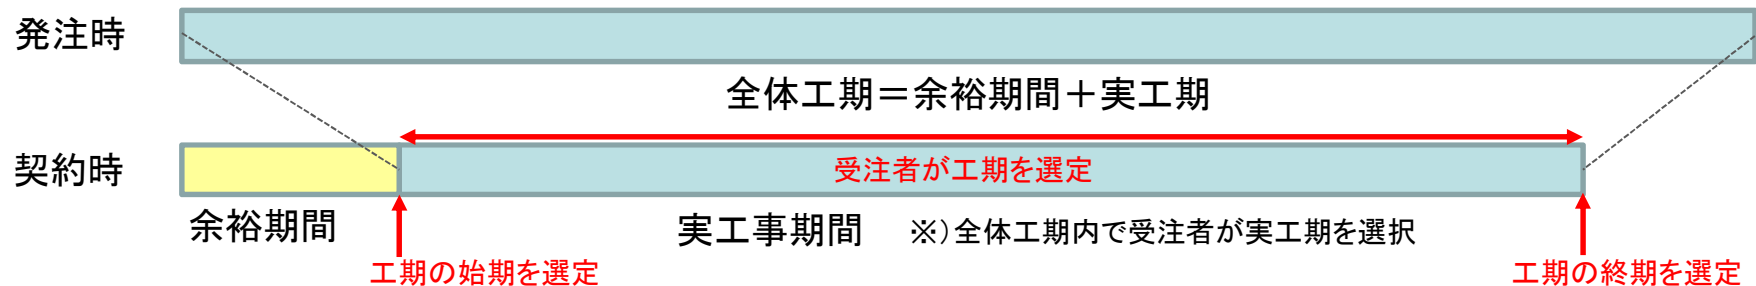 発注時
全体工期＝余裕期間＋実工期
契約時
受注者が工期を選定
余裕期間
実工事期間
※）全体工期内で受注者が実工期を選択
工期の始期を選定
工期の終期を選定